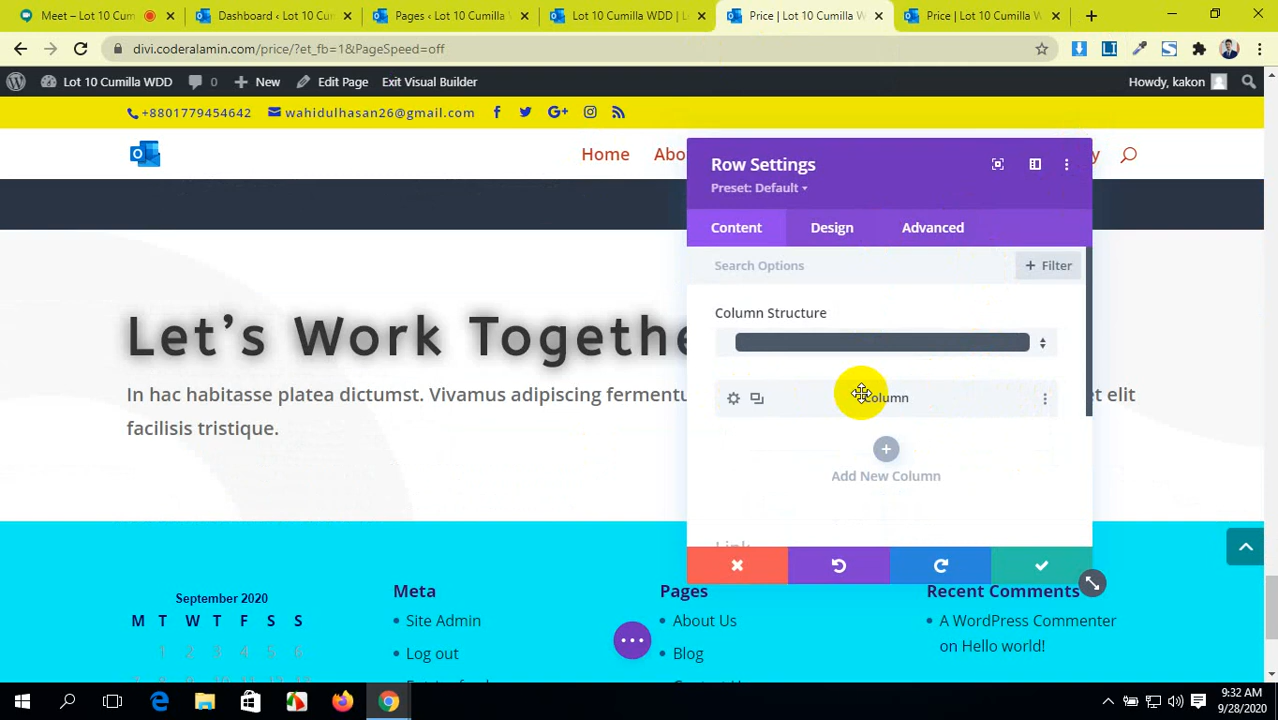 Meet – Lot 10 Cum
Dashboard ‹ Lot 10 Cumilla
Pages ‹ Lot 10 Cumilla WD
Lot 10 Cumilla WDD | L
Price | Lot 10 Cumilla W
Price | Lot 10 Cumilla WDD
divi.coderalamin.com/price/?et_fb=1&PageSpeed=off
Lot 10 Cumilla WDD
0
New
Edit Page
Exit Visual Builder
Howdy, kakon
+8801779454642
wahidulhasan26@gmail.com
Home
Abo
y
Row Settings
Preset: Default
Content
Design
Advanced
Search Options
+ Filter
Column Structure
Column
Add New Column
Link
Let's Work Togethe
In hac habitasse platea dictumst. Vivamus adipiscing ferment
et elit
facilisis tristique.
September 2020
M T W T F S S
1 2 3 4 5 6
Meta
Site Admin
Log out
Pages
About Us
Blog
Recent Comments
A WordPress Commenter
on Hello world!
9:32 AM
9/28/2020